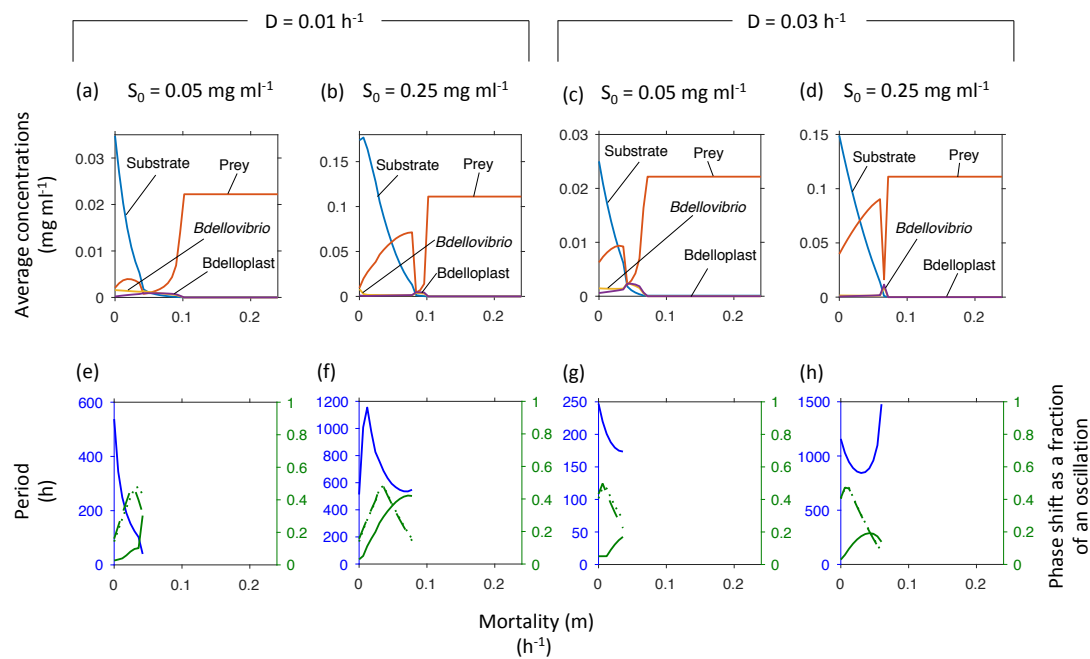 D = 0.01 h-1
D = 0.03 h-1
(a) S0 = 0.05 mg ml-1
(b) S0 = 0.25 mg ml-1
(c) S0 = 0.05 mg ml-1
(d) S0 = 0.25 mg ml-1
Average concentrations
(mg ml-1)
0.03
0.02
0.01
0
Substrate
Prey
Bdellovibrio
Bdelloplast
0 0.1 0.2
0.15
0.1
0.05
0
Substrate
Prey
Bdellovibrio
Bdelloplast
0 0.1 0.2
0.03
0.02
0.01
0
Substrate
Prey
Bdellovibrio
Bdelloplast
0 0.1 0.2
0.15
0.1
0.05
0
Substrate
Prey
Bdellovibrio
Bdelloplast
0 0.1 0.2
(e)
(f)
(g)
(h)
Period
(h)
600
500
400
300
200
100
0
1
0.8
0.6
0.4
0.2
0
0 0.1 0.2
1200
1000
800
600
400
200
0
1
0.8
0.6
0.4
0.2
0
0 0.1 0.2
250
200
150
100
50
0
1
0.8
0.6
0.4
0.2
0
0 0.1 0.2
1500
1000
500
0
1
0.8
0.6
0.4
0.2
0
0 0.1 0.2
Phase shift as a fraction
of an oscillation
Mortality (m)
(h-1)